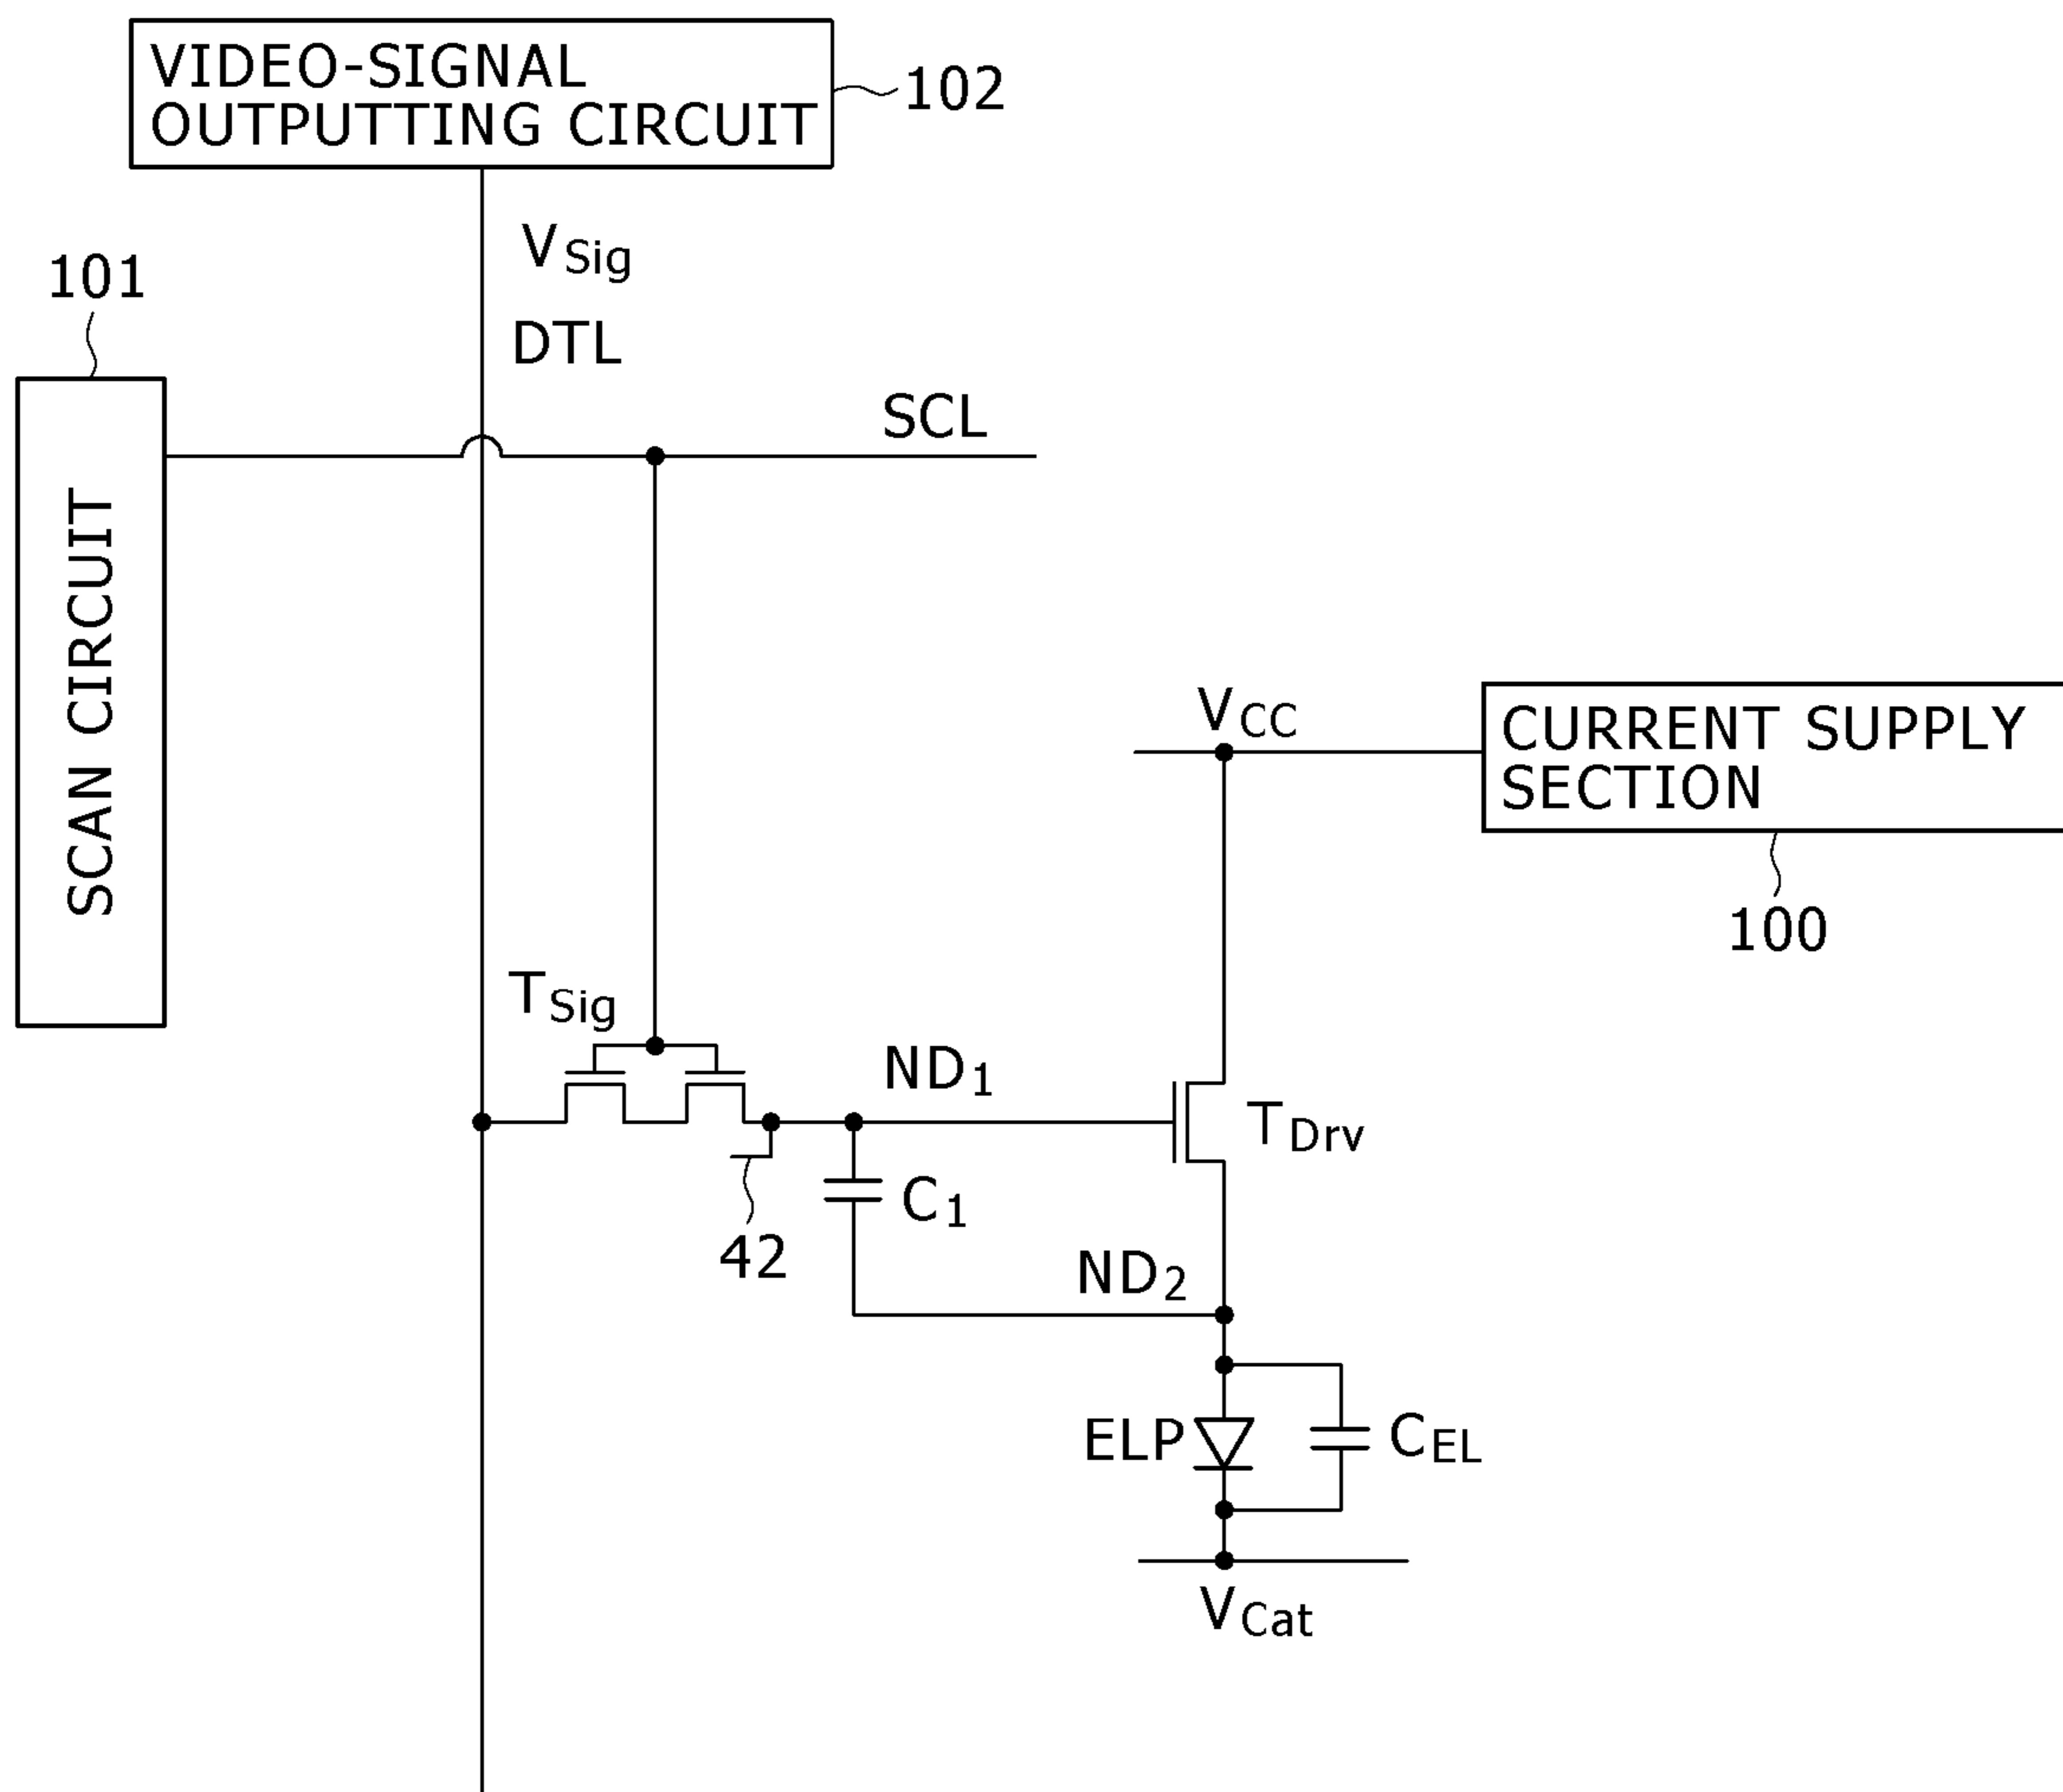 VIDEO-SIGNAL
OUTPUTTING CIRCUIT
102
VSig
101
DTL
SCL
SCAN CIRCUIT
VCC
CURRENT SUPPLY
SECTION
100
TSig
ND1
TDrv
C1
42
ND2
ELP
CEL
VCat